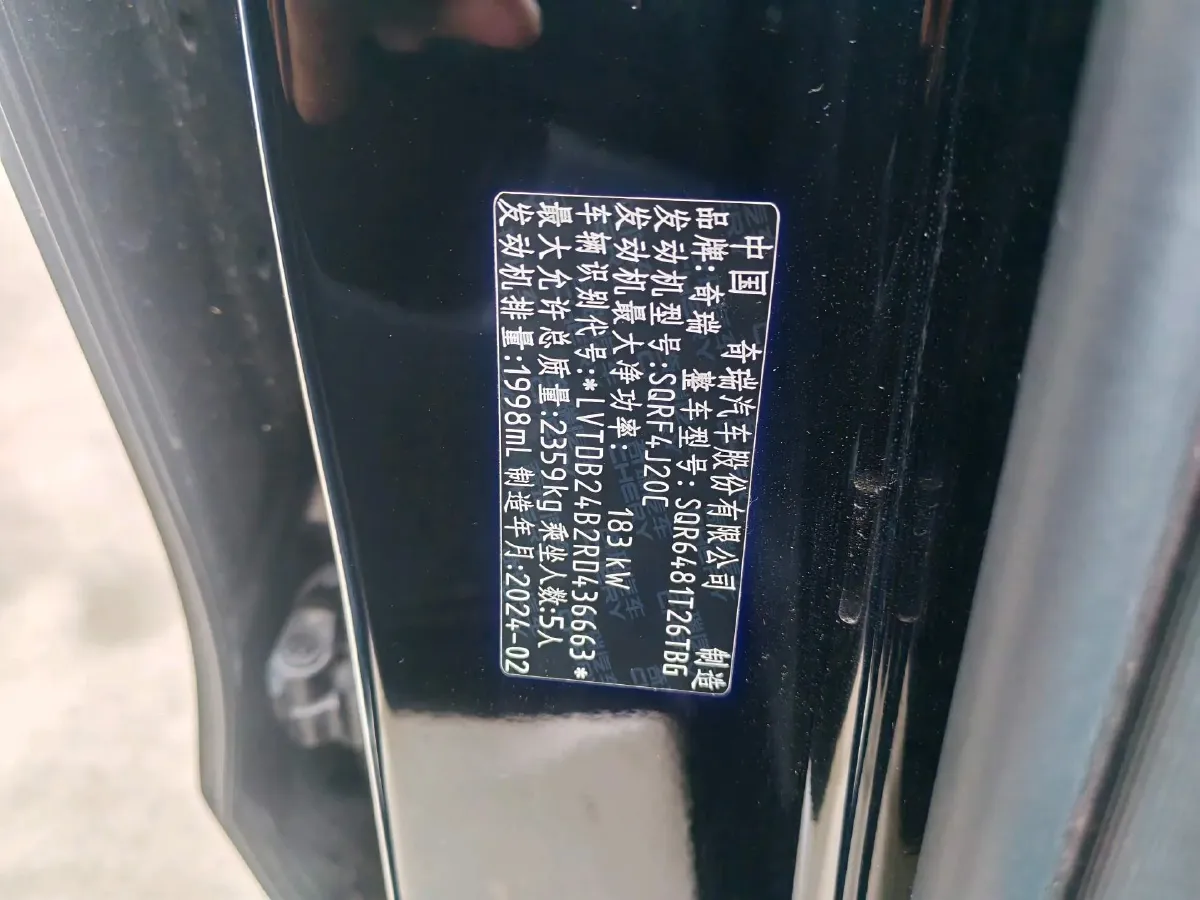 中国 奇瑞汽车股份有限公司 制造
品牌:奇瑞 整车型号:SQR6481T26TBG
发动机型号:SQRF4J20C
发动机最大净功率: 183 kW
车辆识别代号:*LVTDB24B2RD436663*
最大允许总质量:2359kg 乘坐人数:5人
发动机排量:1998mL 制造年月:2024-02